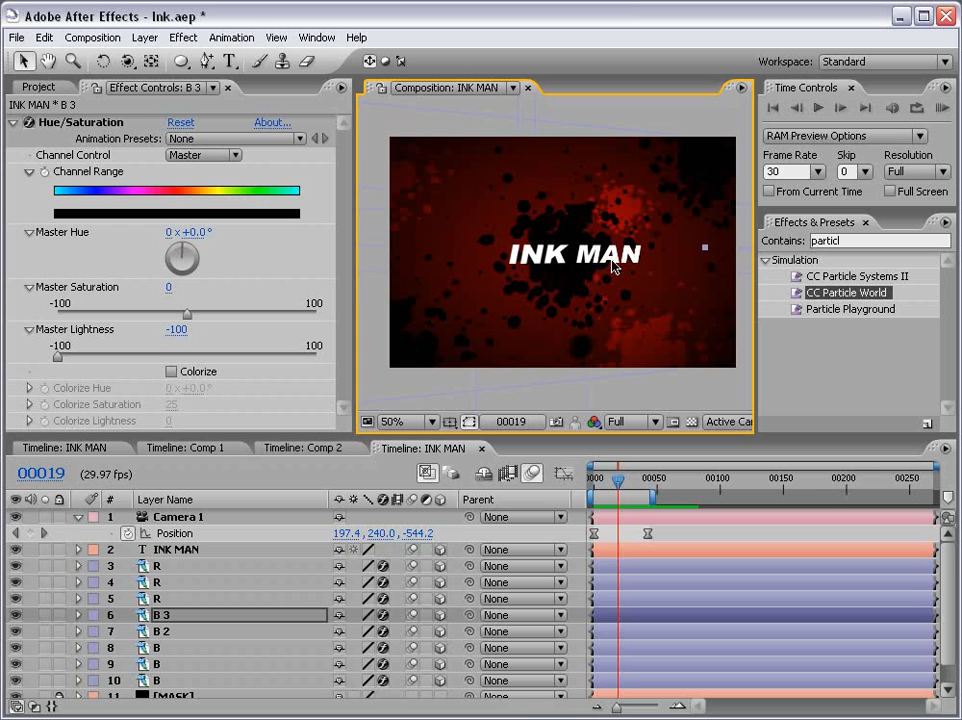 Adobe After Effects - Ink.aep *
File Edit Composition Layer Effect Animation View Window Help
Workspace: Standard
Project Effect Controls: B 3
INK MAN * B 3
Hue/Saturation Reset About...
Animation Presets: None
Channel Control Master
Channel Range
Master Hue 0 x+0.0°
Master Saturation 0
-100 100
Master Lightness -100
-100 100
Colorize
Colorize Hue 0 x+0.0°
Colorize Saturation 25
Colorize Lightness 0
Composition: INK MAN
INK MAN
50% 00019 Full Active Ca
Time Controls
RAM Preview Options
Frame Rate Skip Resolution
30 0 Full
From Current Time Full Screen
Effects & Presets
Contains: particl
Simulation
CC Particle Systems II
CC Particle World
Particle Playground
Timeline: INK MAN Timeline: Comp 1 Timeline: Comp 2 Timeline: INK MAN
00019 (29.97 fps)
0000 00050 00100 00150 00200 00250
# Layer Name Parent
1 Camera 1 None
Position 197.4, 240.0, -544.2
2 T INK MAN None
3 R None
4 R None
5 R None
6 B 3 None
7 B 2 None
8 B None
9 B None
10 B None
11 [MASK] None